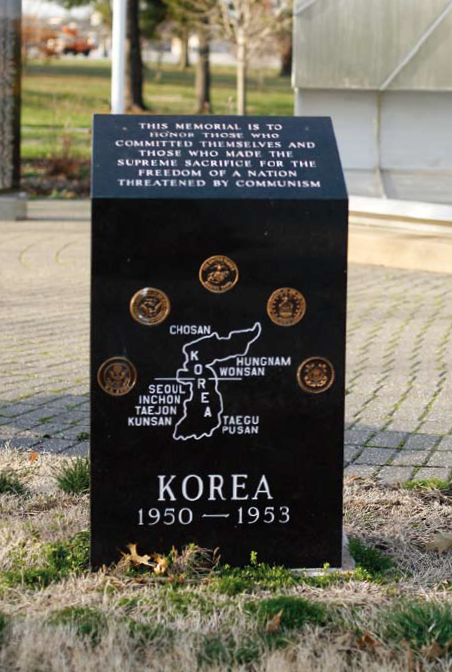 THIS MEMORIAL IS TO
HONOR THOSE WHO
COMMITTED THEMSELVES AND
THOSE WHO MADE THE
SUPREME SACRIFICE FOR THE
FREEDOM OF A NATION
THREATENED BY COMMUNISM
CHOSAN
HUNGNAM
WONSAN
KOREA
SEOUL
INCHON
TAEJON
KUNSAN
TAEGU
PUSAN
KOREA
1950 — 1953